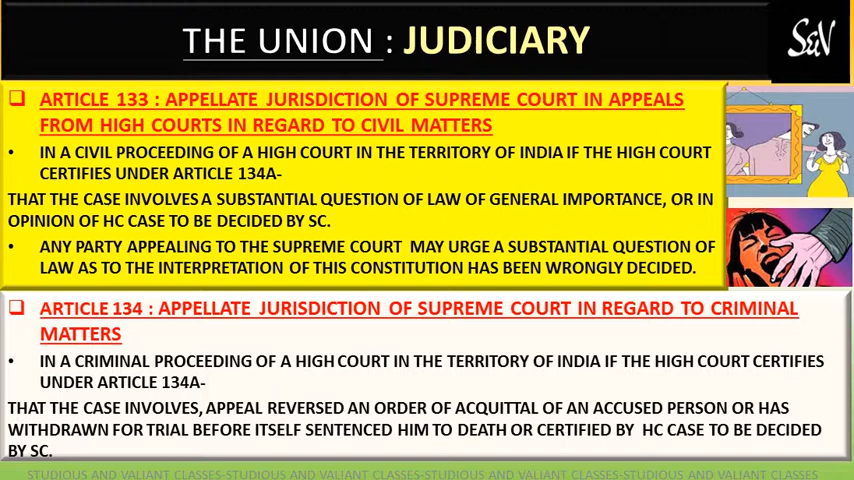 THE UNION : JUDICIARY
S&V
❑ ARTICLE 133 : APPELLATE JURISDICTION OF SUPREME COURT IN APPEALS
FROM HIGH COURTS IN REGARD TO CIVIL MATTERS
• IN A CIVIL PROCEEDING OF A HIGH COURT IN THE TERRITORY OF INDIA IF THE HIGH COURT
CERTIFIES UNDER ARTICLE 134A-
THAT THE CASE INVOLVES A SUBSTANTIAL QUESTION OF LAW OF GENERAL IMPORTANCE, OR IN
OPINION OF HC CASE TO BE DECIDED BY SC.
• ANY PARTY APPEALING TO THE SUPREME COURT MAY URGE A SUBSTANTIAL QUESTION OF
LAW AS TO THE INTERPRETATION OF THIS CONSTITUTION HAS BEEN WRONGLY DECIDED.
❑ ARTICLE 134 : APPELLATE JURISDICTION OF SUPREME COURT IN REGARD TO CRIMINAL
MATTERS
• IN A CRIMINAL PROCEEDING OF A HIGH COURT IN THE TERRITORY OF INDIA IF THE HIGH COURT CERTIFIES
UNDER ARTICLE 134A-
THAT THE CASE INVOLVES, APPEAL REVERSED AN ORDER OF ACQUITTAL OF AN ACCUSED PERSON OR HAS
WITHDRAWN FOR TRIAL BEFORE ITSELF SENTENCED HIM TO DEATH OR CERTIFIED BY HC CASE TO BE DECIDED
BY SC.
STUDIOUS AND VALIANT CLASSES-STUDIOUS AND VALIANT CLASSES-STUDIOUS AND VALIANT CLASSES-STUDIOUS AND VALIANT CLASSES